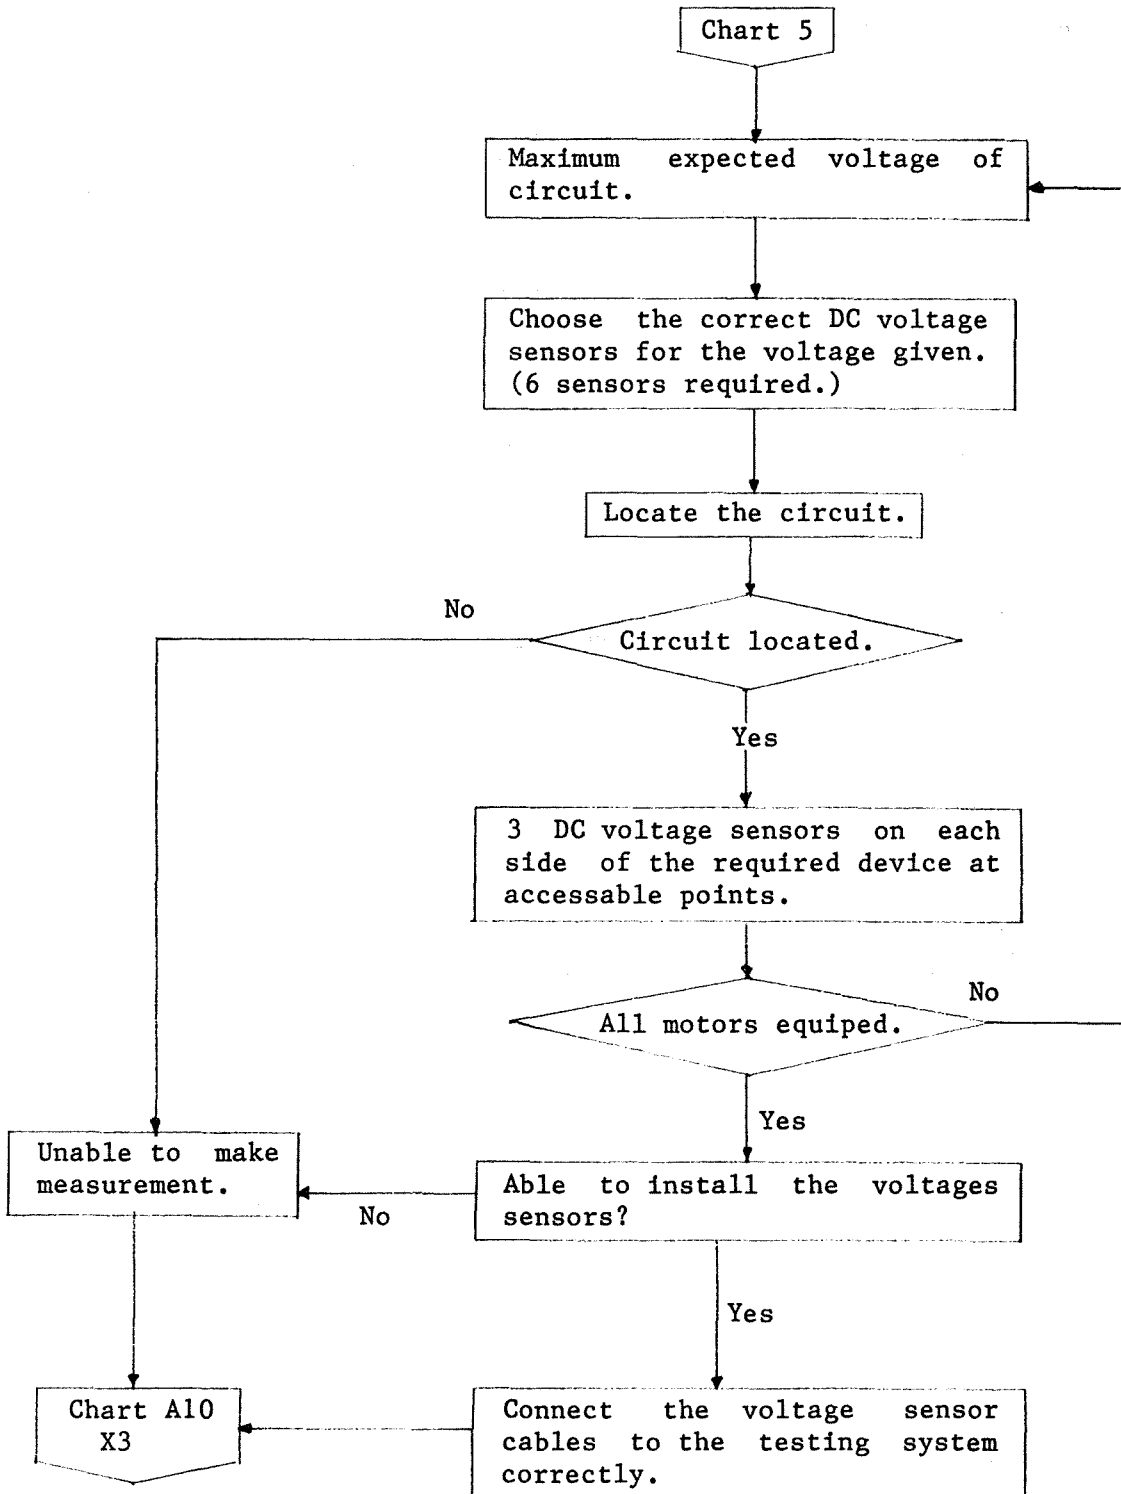 Chart 5
Maximum expected voltage of
circuit.
Choose the correct DC voltage
sensors for the voltage given.
(6 sensors required.)
Locate the circuit.
No
Circuit located.
Yes
3 DC voltage sensors on each
side of the required device at
accessable points.
No
All motors equiped.
Yes
Unable to make
measurement.
Able to install the voltages
sensors?
No
Yes
Chart A10
X3
Connect the voltage sensor
cables to the testing system
correctly.